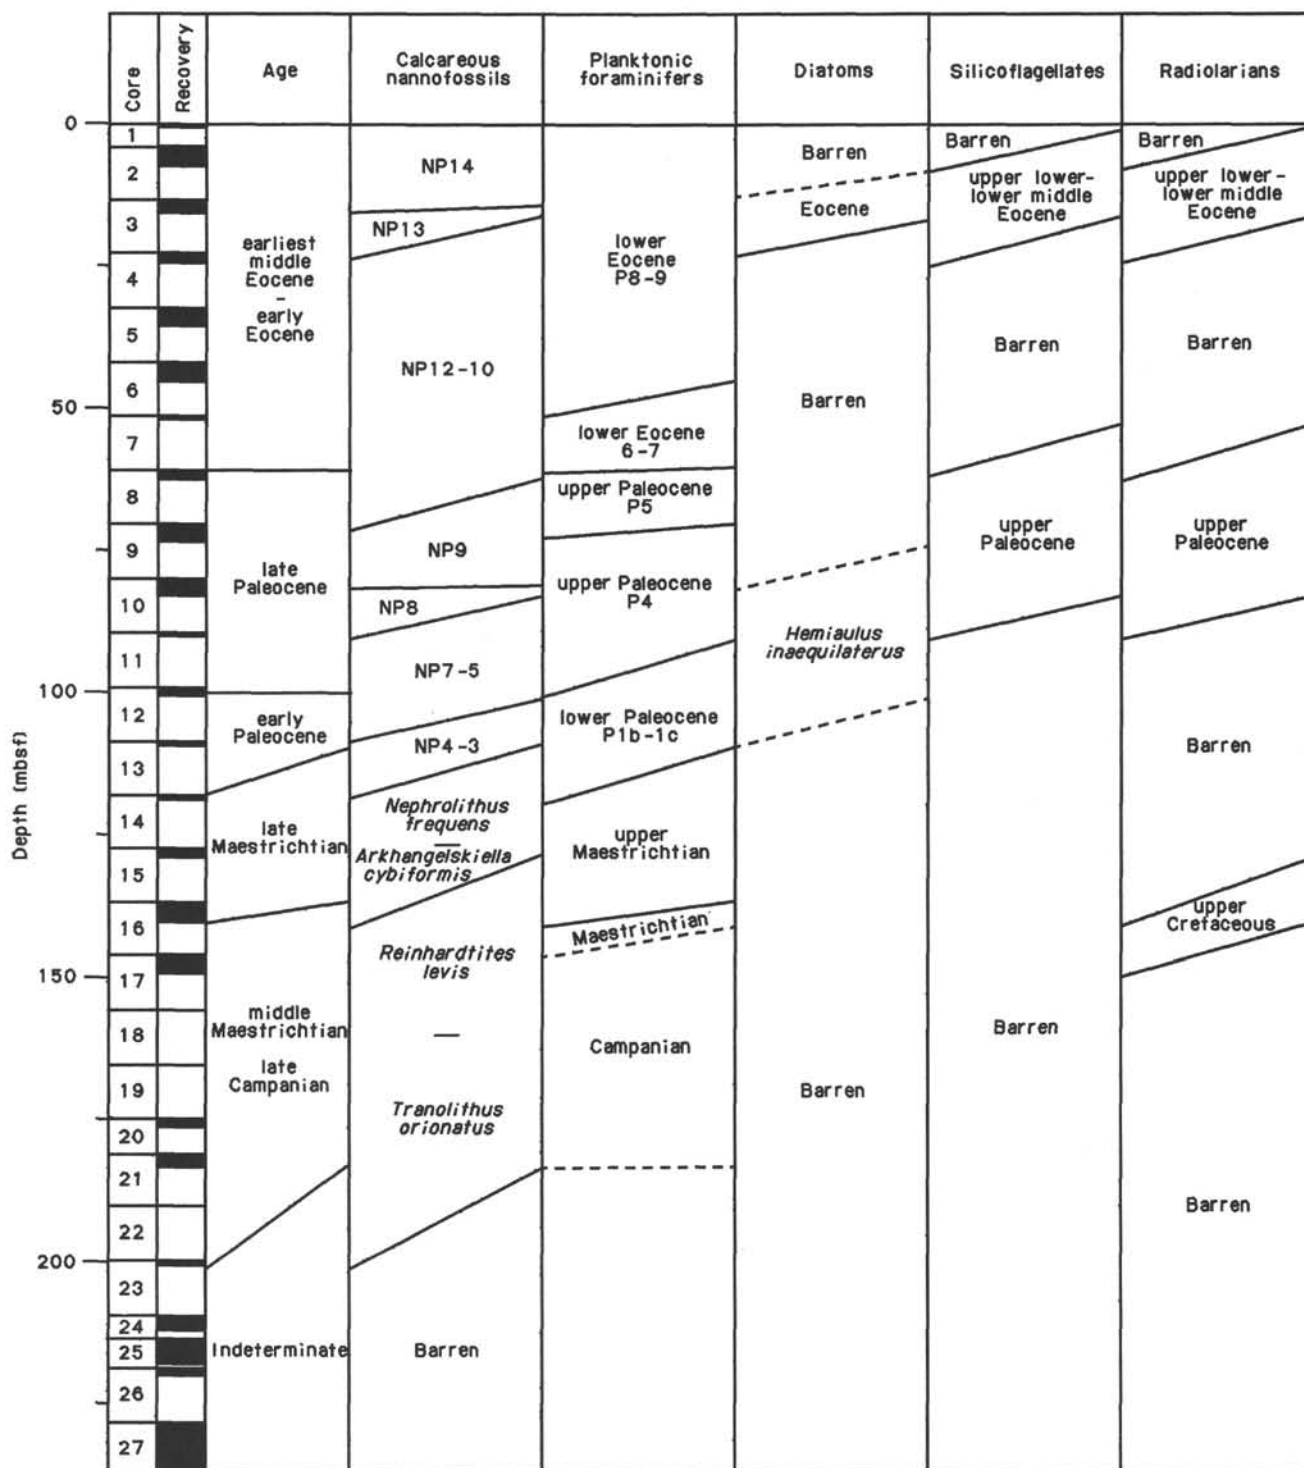 Core
Recovery
Age
Calcareous
nannofossils
Planktonic
foraminifers
Diatoms
Silicoflagellates
Radiolarians
Depth (mbsf)
0
50
100
150
200
1
2
3
4
5
6
7
8
9
10
11
12
13
14
15
16
17
18
19
20
21
22
23
24
25
26
27
earliest
middle
Eocene
–
early
Eocene
late
Paleocene
early
Paleocene
late
Maestrichtian
middle
Maestrichtian
late
Campanian
Indeterminate
NP14
NP13
NP12-10
NP9
NP8
NP7-5
NP4-3
Nephrolithus
frequens
—
Arkhangelskiella
cybiformis
Reinhardtites
levis
—
Tranolithus
orionatus
Barren
lower
Eocene
P8-9
lower Eocene
6-7
upper Paleocene
P5
upper Paleocene
P4
lower Paleocene
P1b-1c
upper
Maestrichtian
Maestrichtian
Campanian
Barren
Eocene
Barren
Hemiaulus
inaequilaterus
Barren
Barren
upper lower-
lower middle
Eocene
Barren
upper
Paleocene
Barren
Barren
upper lower-
lower middle
Eocene
Barren
upper
Paleocene
Barren
upper
Cretaceous
Barren